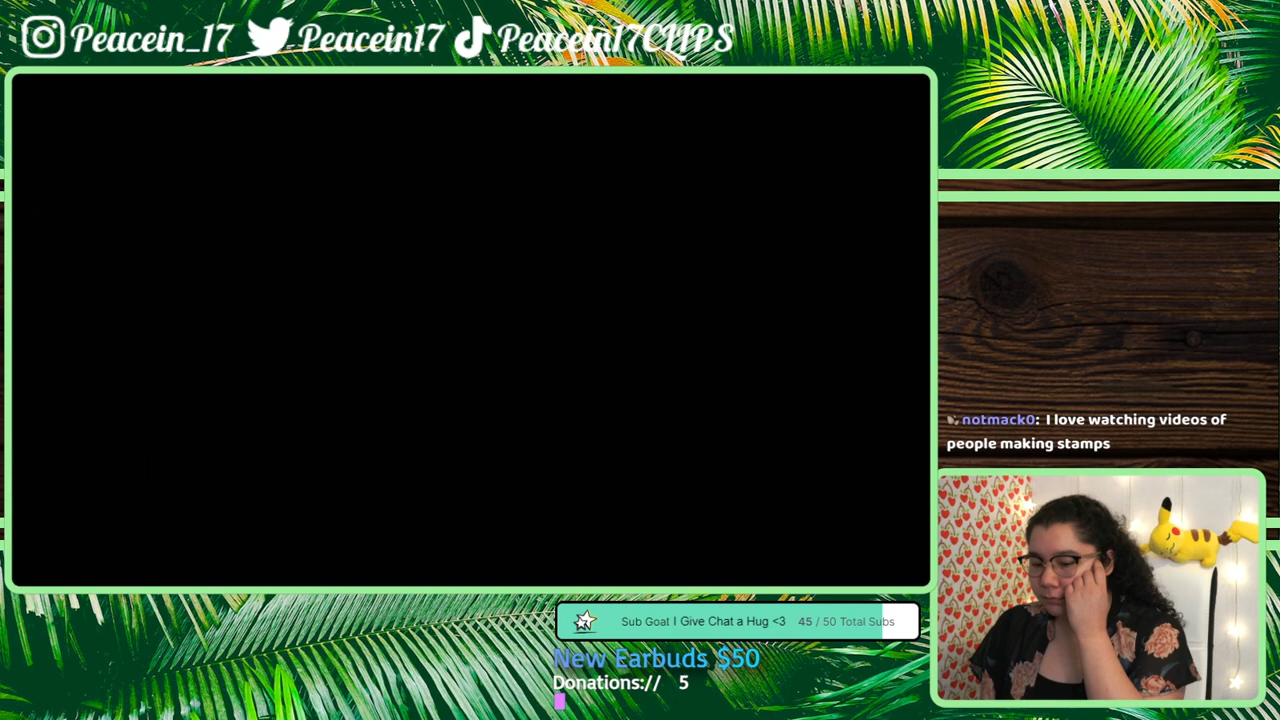 Peacein_17 Peacein17 Peacein17ClIPS
notmack0: I love watching videos of
people making stamps
Sub Goat I Give Chat a Hug <3 45 / 50 Total Subs
New Earbuds $50
Donations:// 5